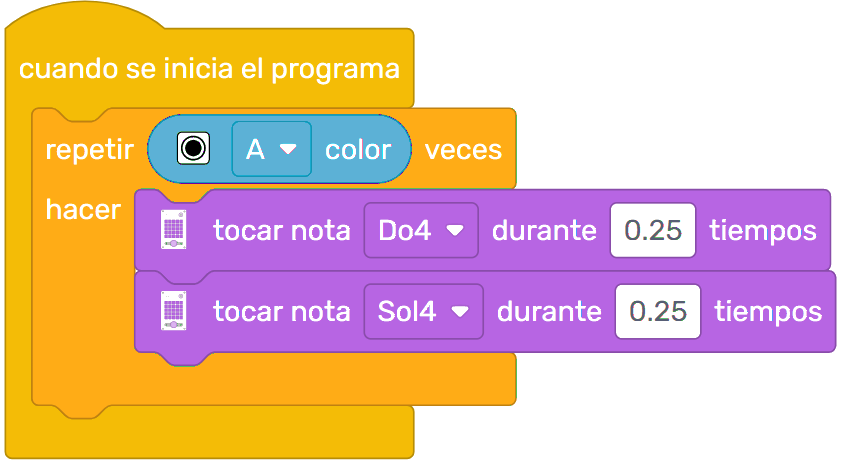 cuando se inicia el programa
repetir A color veces
hacer
tocar nota Do4 durante 0.25 tiempos
tocar nota Sol4 durante 0.25 tiempos